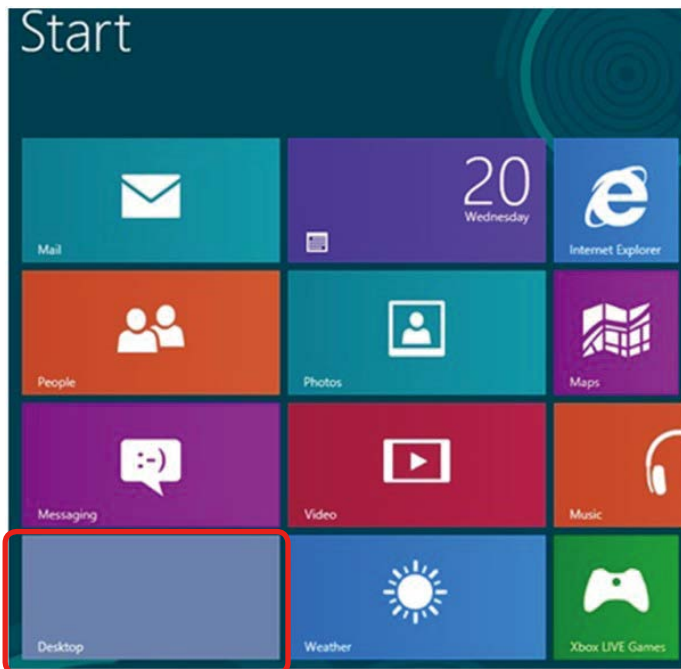 Start
20
Wednesday
Mail
Internet Explorer
People
Photos
Maps
:-)
Messaging
Video
Music
Desktop
Weather
Xbox LIVE Games